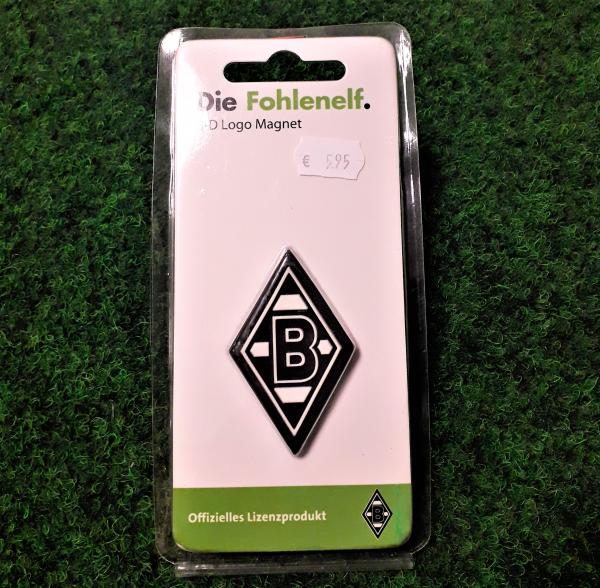 Die Fohlenelf.
-D Logo Magnet
€ 5.95
B
Offizielles Lizenzprodukt
B